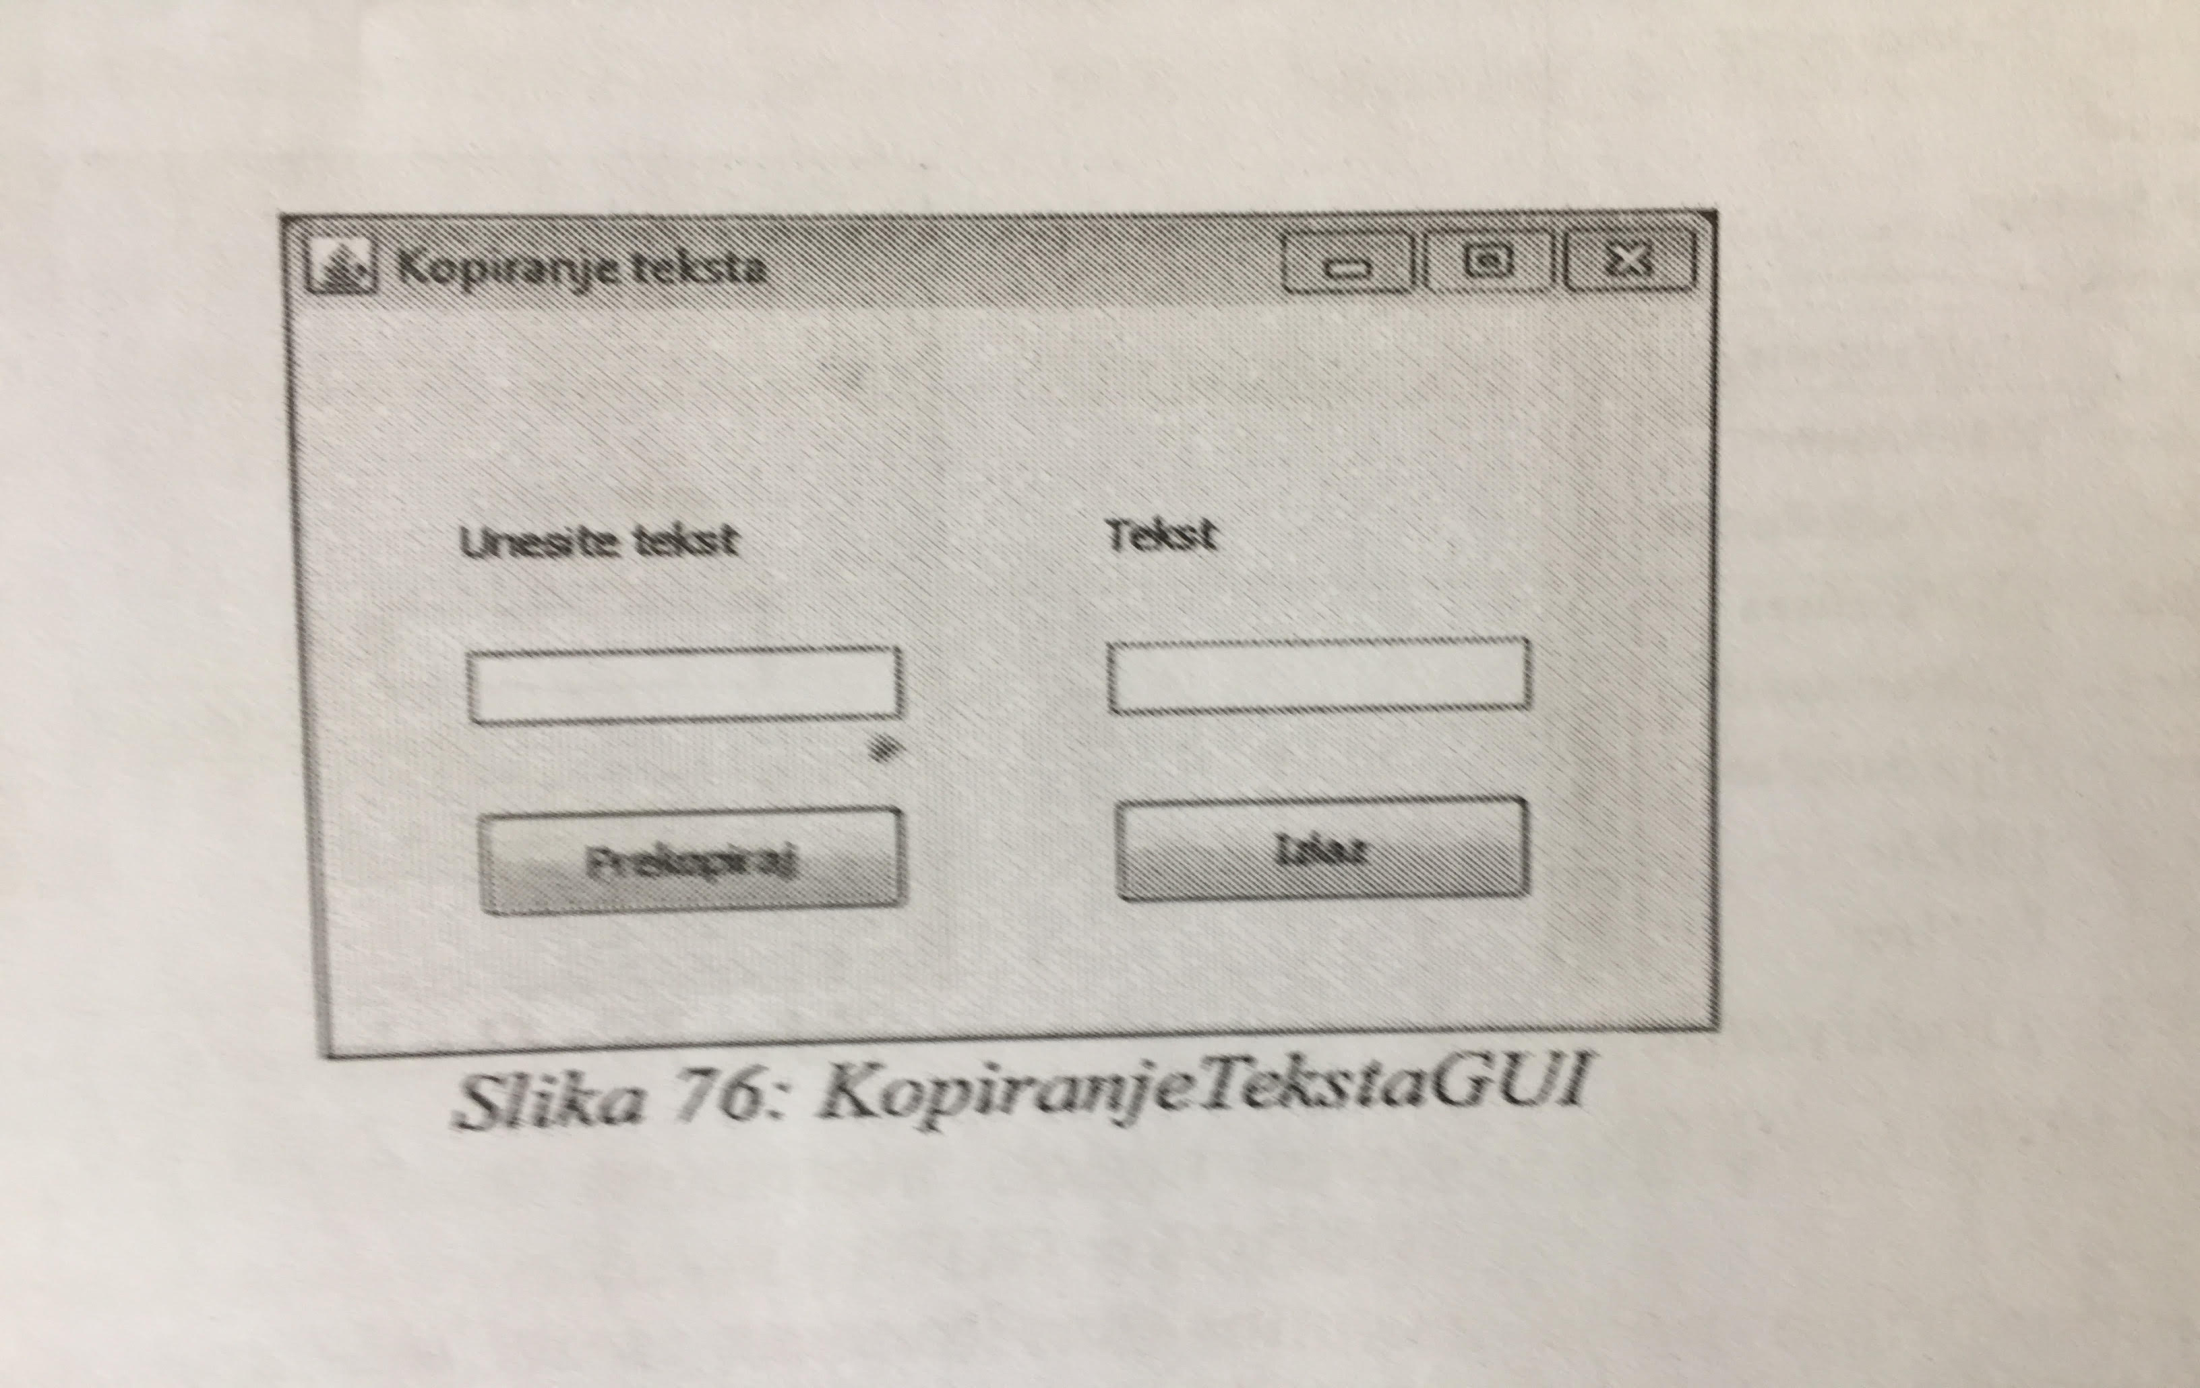 Kopiranje teksta
Unesite tekst
Tekst
Prekopiraj
Izlaz
Slika 76: KopiranjeTekstaGUI